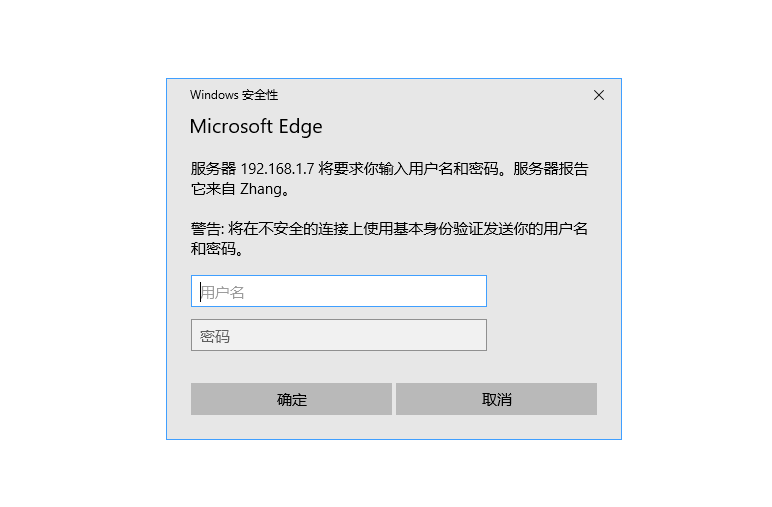 Windows 安全性
Microsoft Edge
服务器 192.168.1.7 将要求你输入用户名和密码。服务器报告
它来自 Zhang。
警告: 将在不安全的连接上使用基本身份验证发送你的用户名
和密码。
用户名
密码
确定 取消